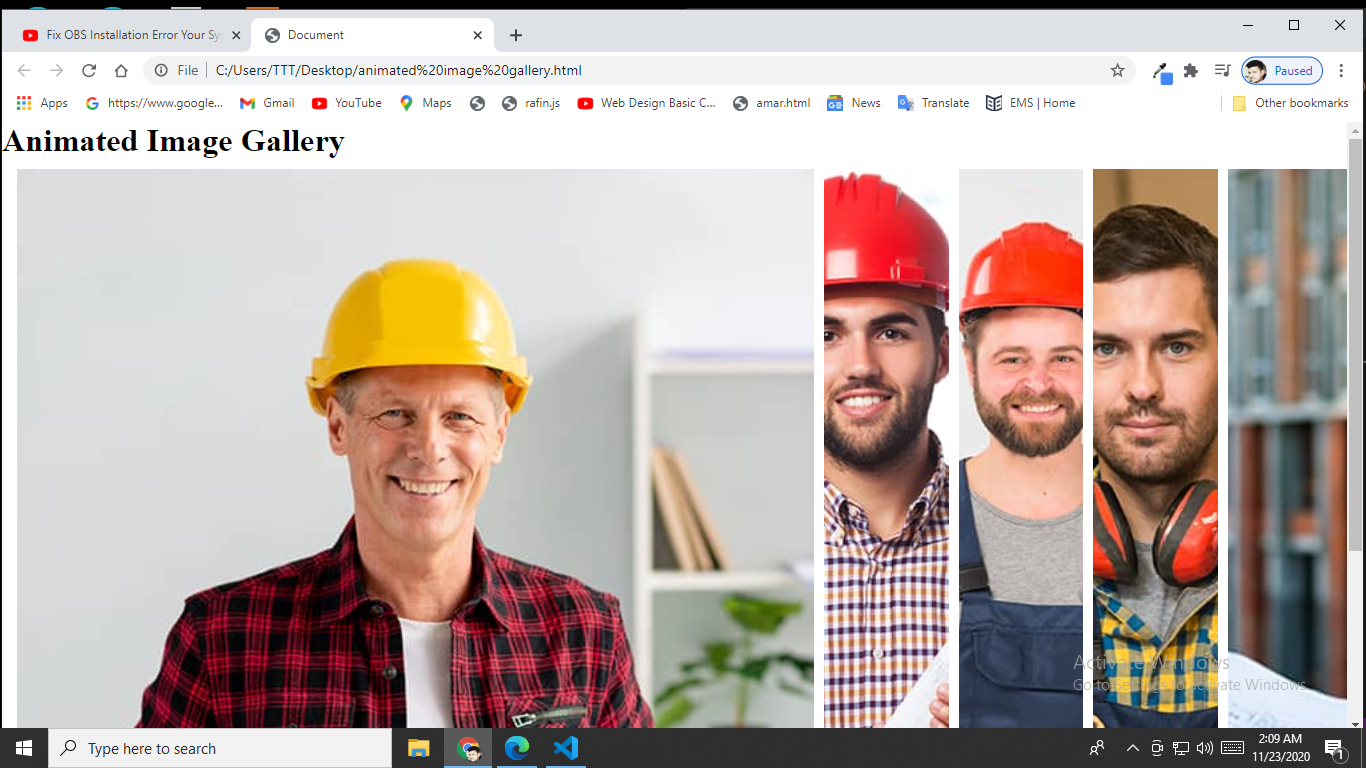 Fix OBS Installation Error Your Sy
Document
File
C:/Users/TTT/Desktop/animated%20image%20gallery.html
Paused
Apps
https://www.google...
Gmail
YouTube
Maps
rafin.js
Web Design Basic C...
amar.html
News
Translate
EMS | Home
Other bookmarks
Animated Image Gallery
Activate Windows
Go to Settings to activate Windows.
Type here to search
2:09 AM
11/23/2020
1